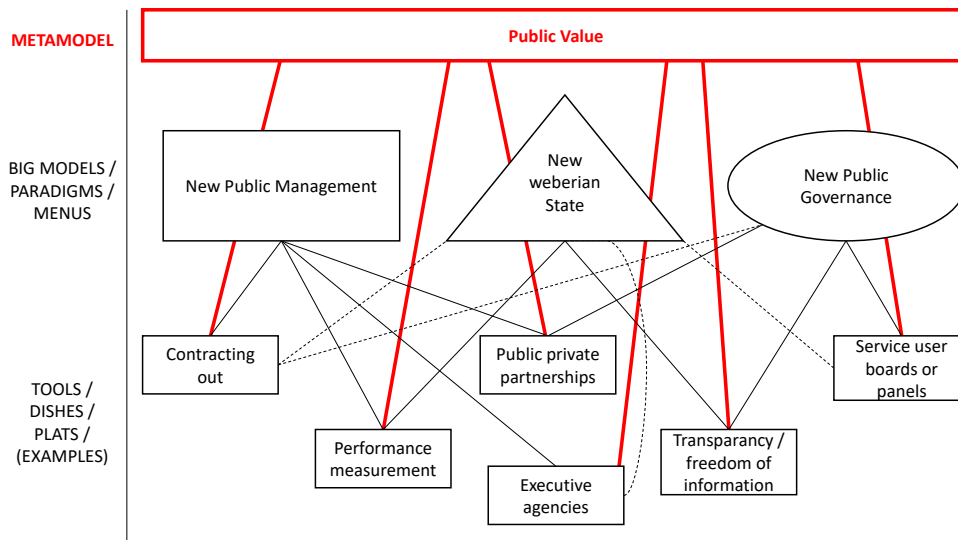 METAMODEL
Public Value
BIG MODELS /
PARADIGMS /
MENUS
New Public Management
New
weberian
State
New Public
Governance
TOOLS /
DISHES /
PLATS /
(EXAMPLES)
Contracting
out
Public private
partnerships
Service user
boards or
panels
Performance
measurement
Executive
agencies
Transparancy /
freedom of
information